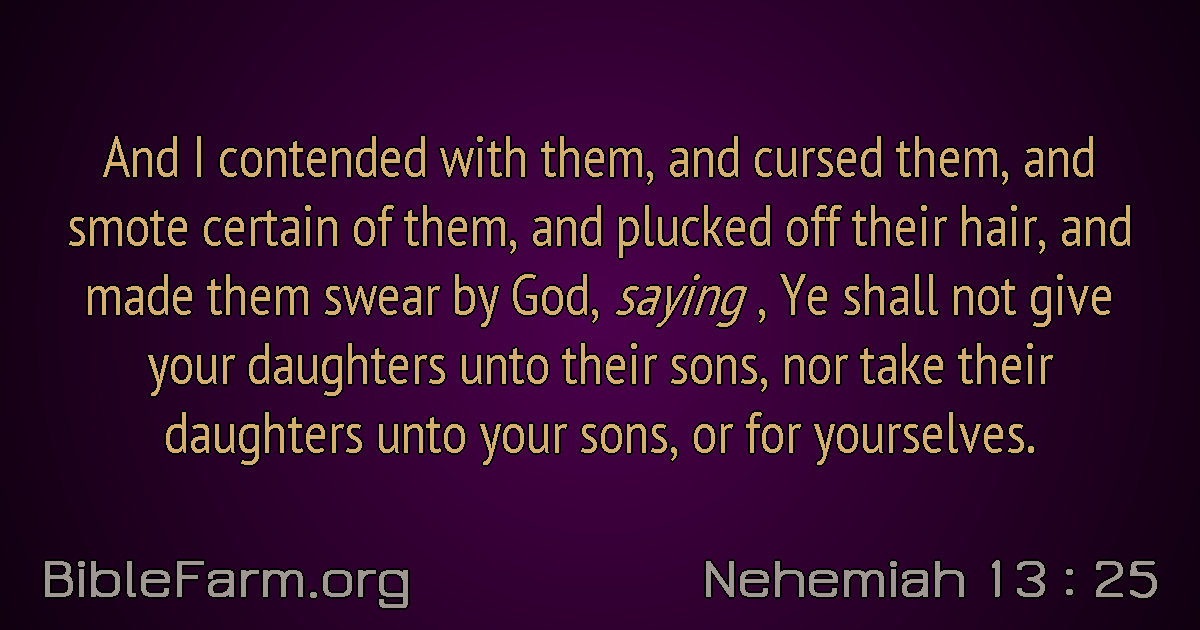 And I contended with them, and cursed them, and
smote certain of them, and plucked off their hair, and
made them swear by God, saying , Ye shall not give
your daughters unto their sons, nor take their
daughters unto your sons, or for yourselves.
BibleFarm.org
Nehemiah 13 : 25